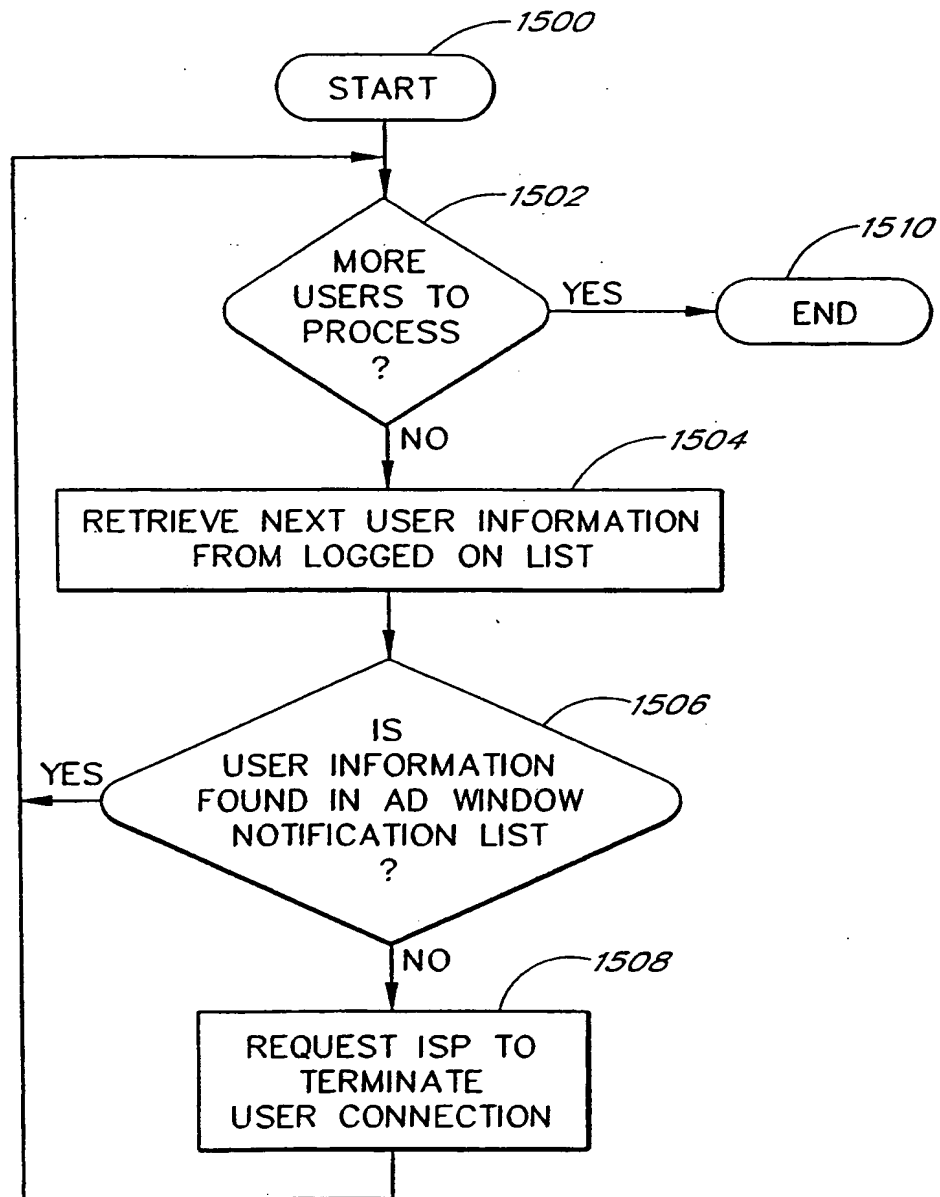 1500
START
1502
MORE
USERS TO
PROCESS
?
YES
1510
END
NO
1504
RETRIEVE NEXT USER INFORMATION
FROM LOGGED ON LIST
1506
IS
USER INFORMATION
FOUND IN AD WINDOW
NOTIFICATION LIST
?
YES
NO
1508
REQUEST ISP TO
TERMINATE
USER CONNECTION